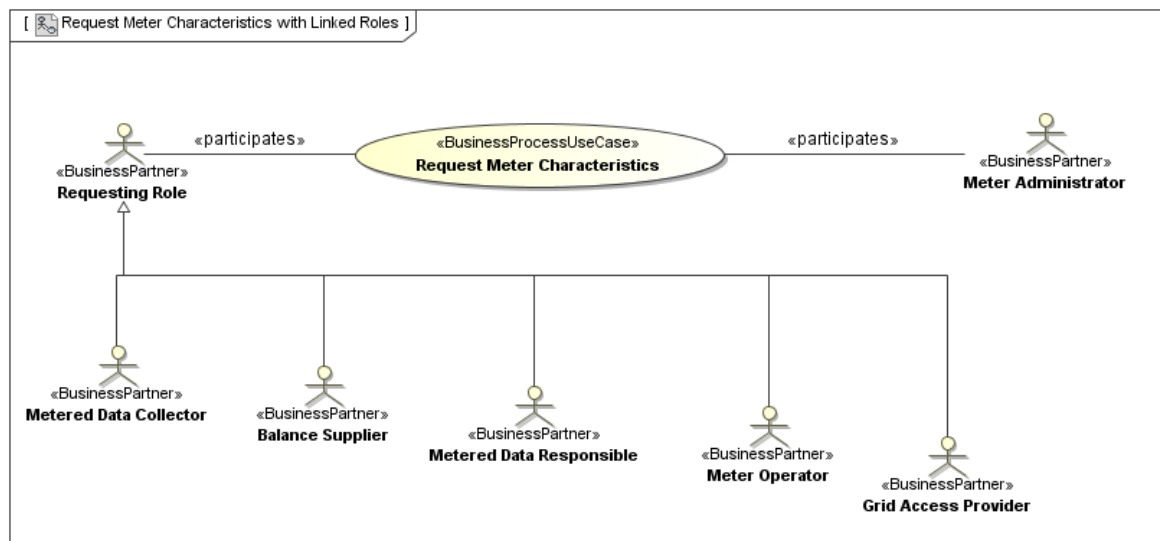 [ Request Meter Characteristics with Linked Roles ]
«participates»
«BusinessProcessUseCase»
Request Meter Characteristics
«participates»
«BusinessPartner»
Requesting Role
«BusinessPartner»
Meter Administrator
«BusinessPartner»
Metered Data Collector
«BusinessPartner»
Balance Supplier
«BusinessPartner»
Metered Data Responsible
«BusinessPartner»
Meter Operator
«BusinessPartner»
Grid Access Provider